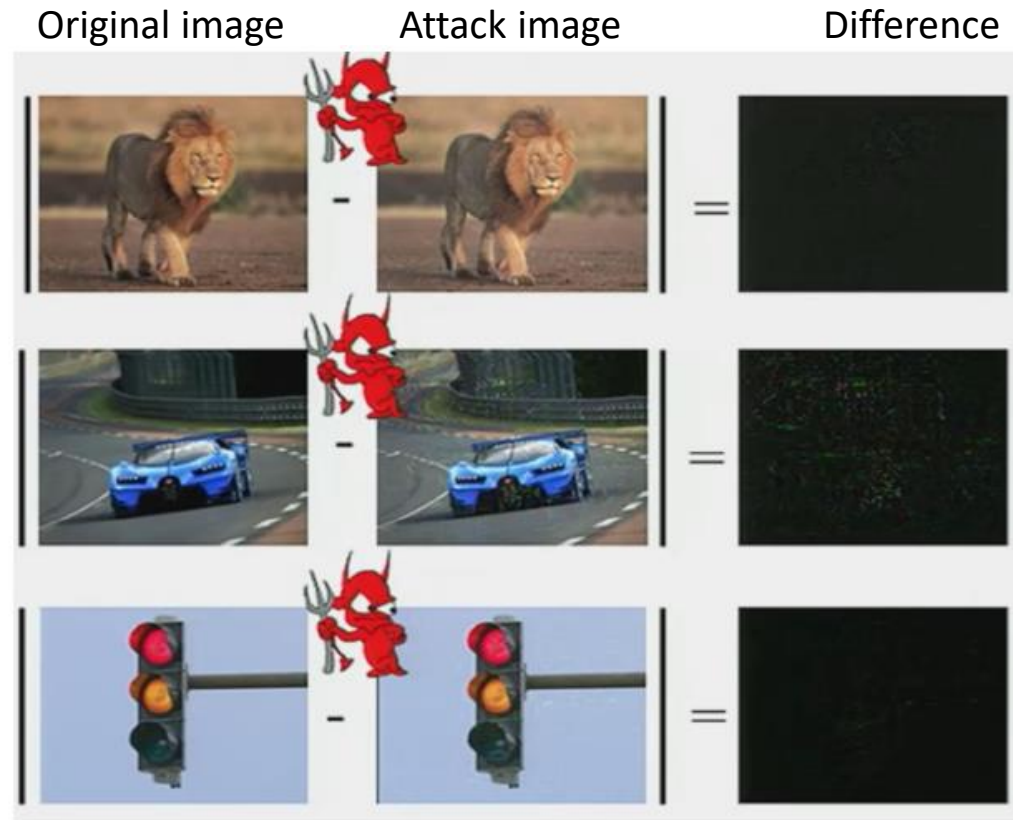 Original image Attack image Difference
- =
- =
- =